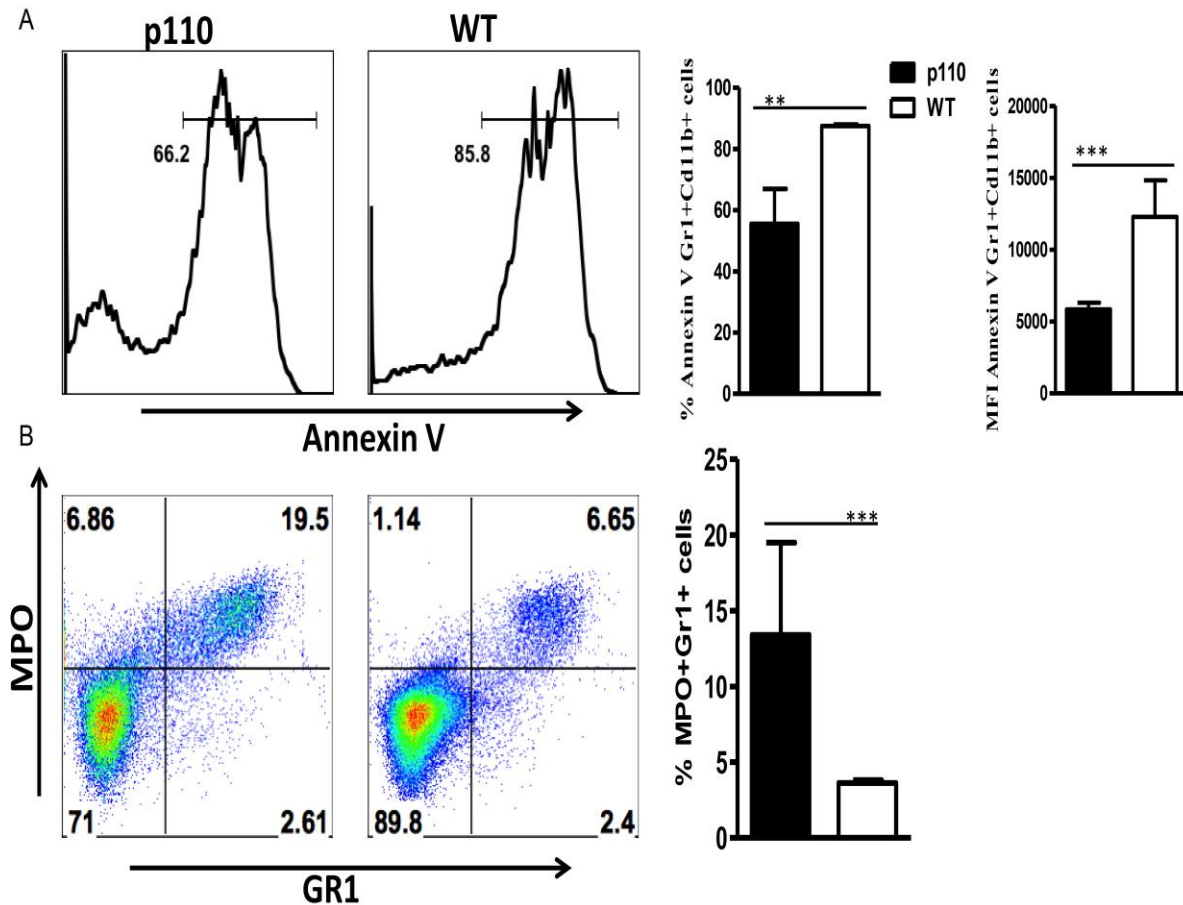 A
p110
WT
66.2
85.8
Annexin V
% Annexin V Gr1+Cd11b+ cells
100
80
60
40
20
0
**
p110
WT
MFI Annexin V Gr1+Cd11b+ cells
20000
15000
10000
5000
0
***
B
MPO
6.86
19.5
71
2.61
1.14
6.65
89.8
2.4
GR1
% MPO+Gr1+ cells
25
20
15
10
5
0
***